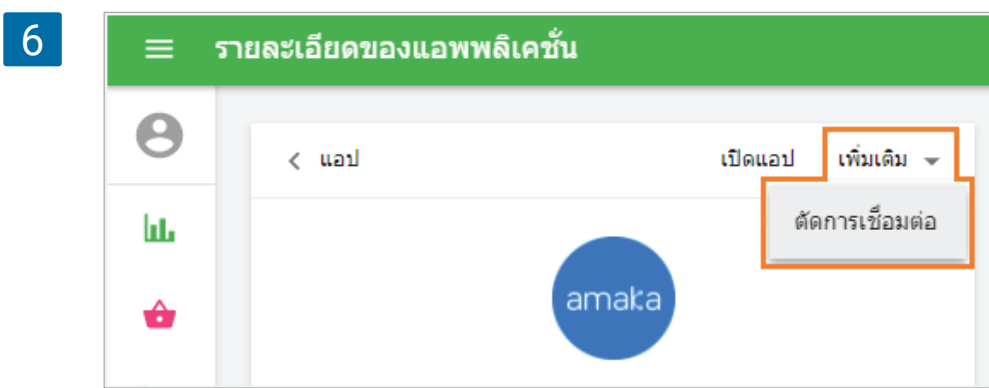 6
รายละเอียดของแอพพลิเคชั่น
แอป เปิดแอป เพิ่มเติม
ตัดการเชื่อมต่อ
amaka